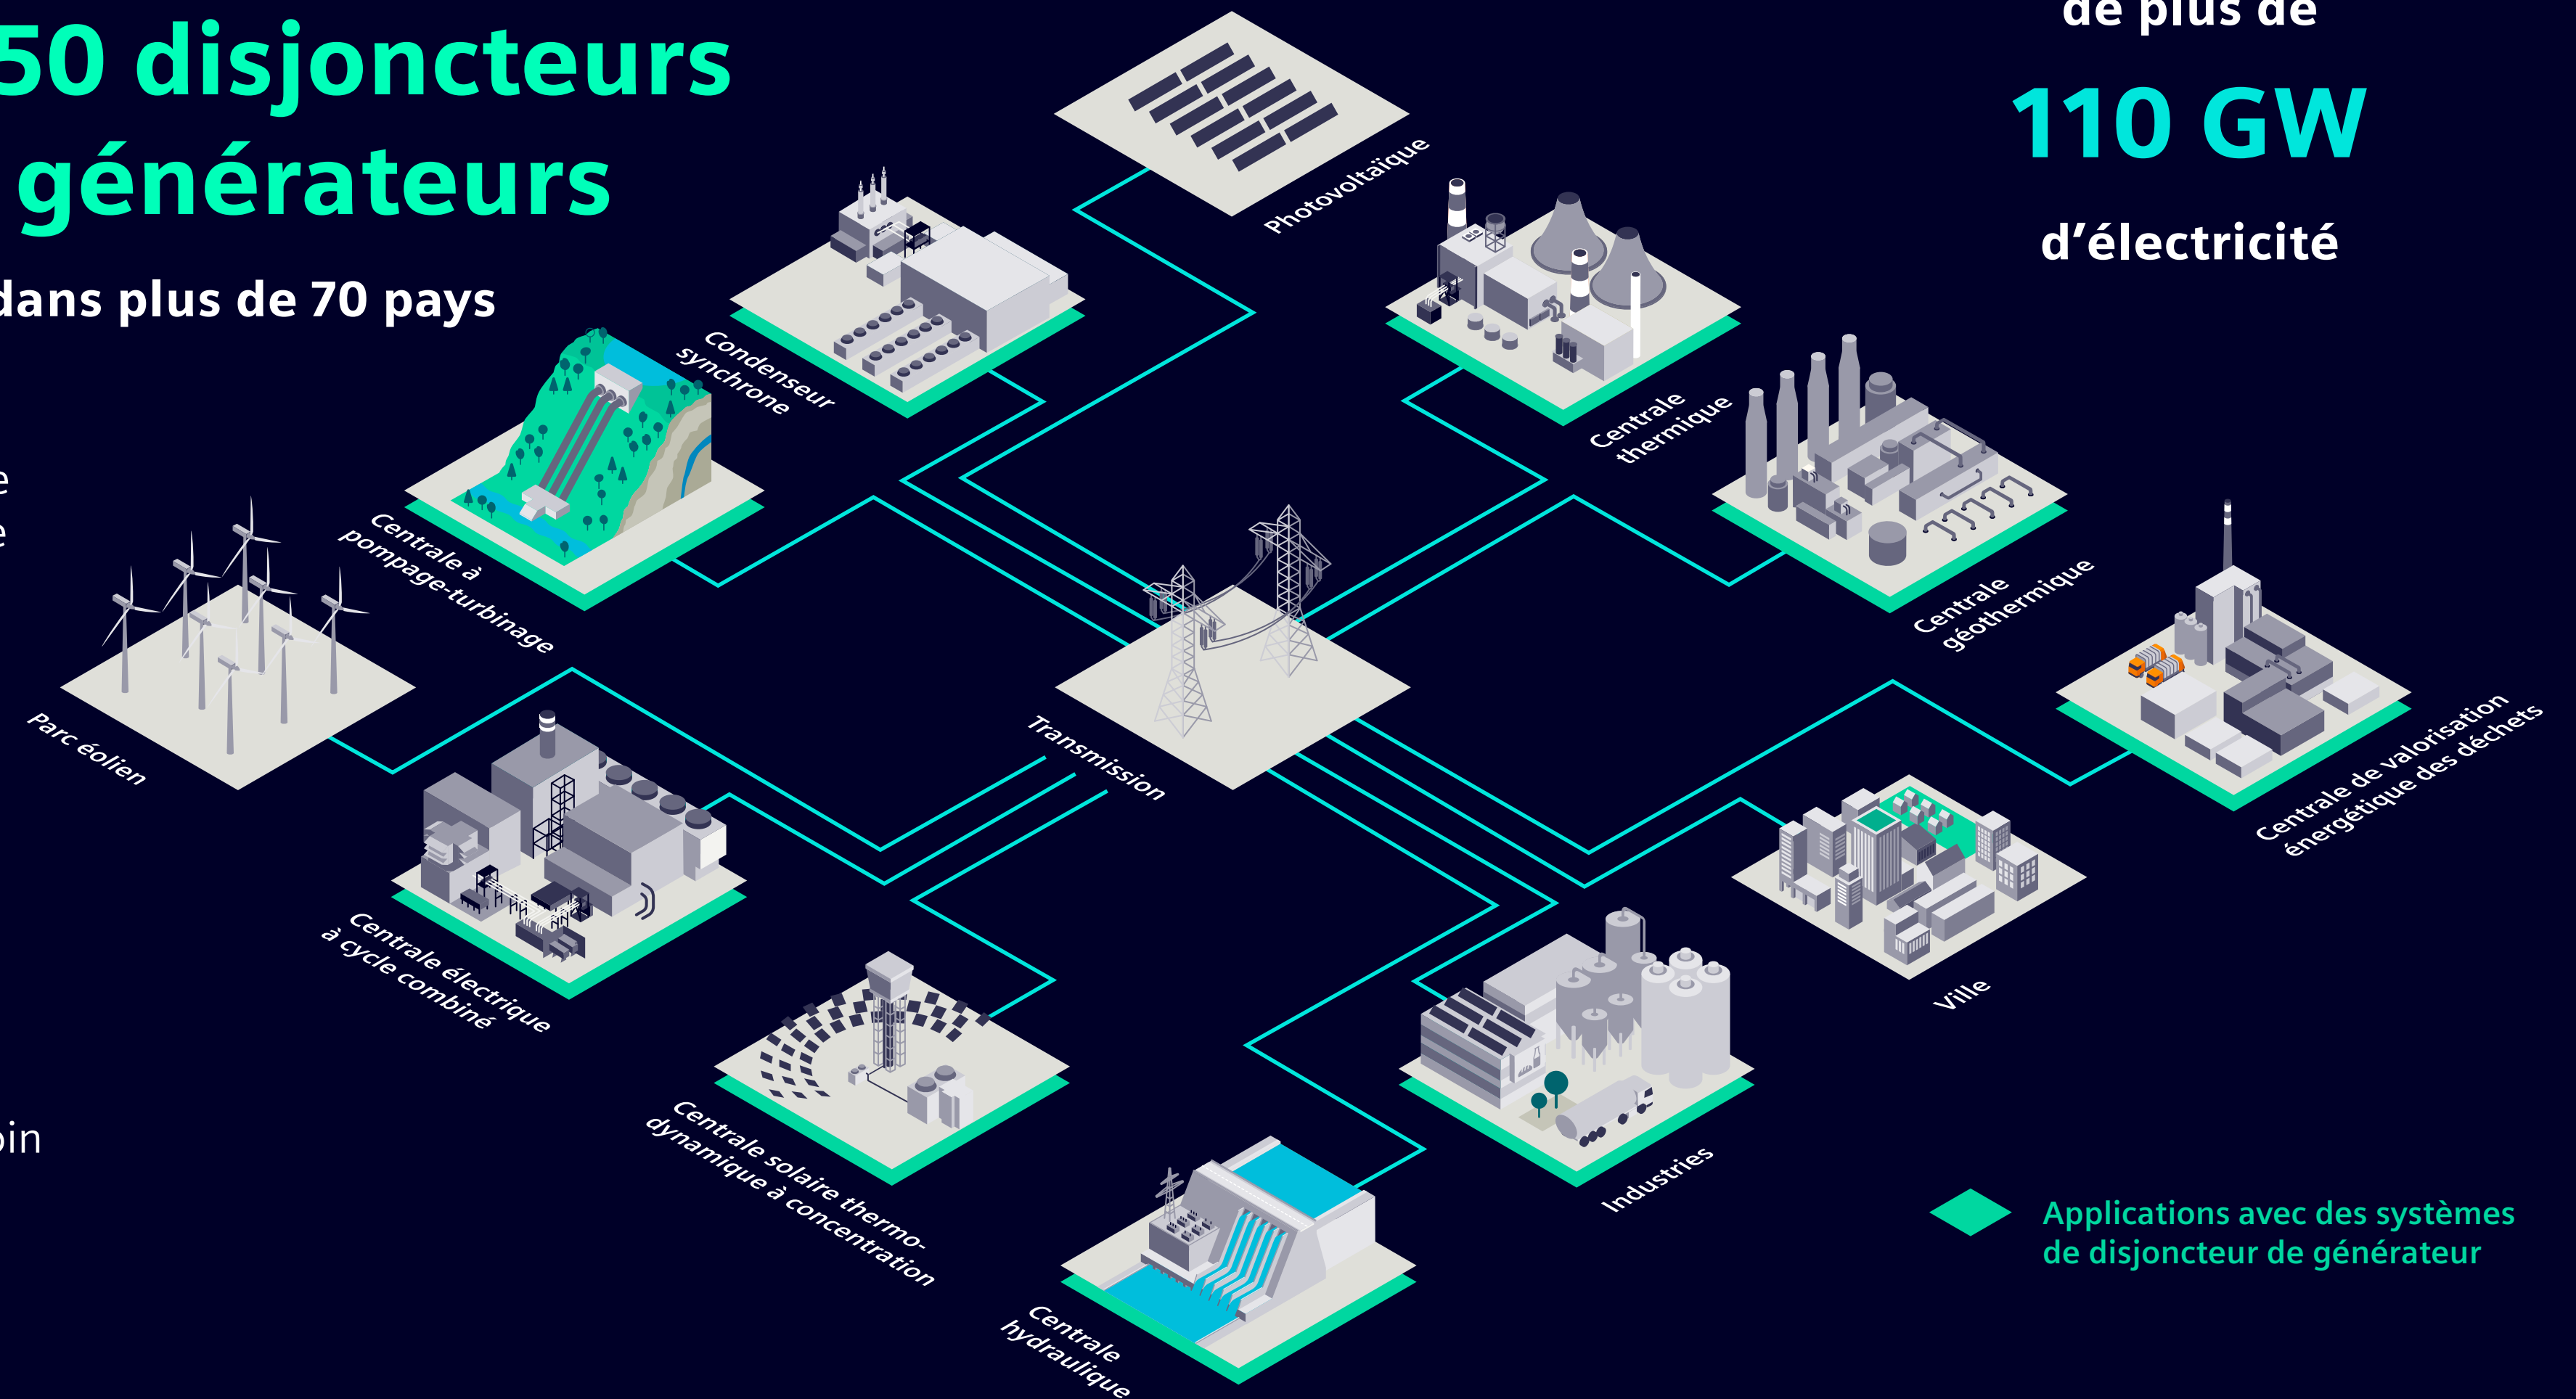 50 disjoncteurs
générateurs
dans plus de 70 pays
de plus de
110 GW
d’électricité
Photovoltaïque
Condenseur
synchrone
Centrale
thermique
Centrale à
pompage-turbinage
Centrale
géothermique
Parc éolien
Transmission
Centrale de valorisation
énergétique des déchets
Centrale électrique
à cycle combiné
Ville
Centrale solaire thermo-
dynamique à concentration
Industries
Centrale
hydraulique
Applications avec des systèmes
de disjoncteur de générateur